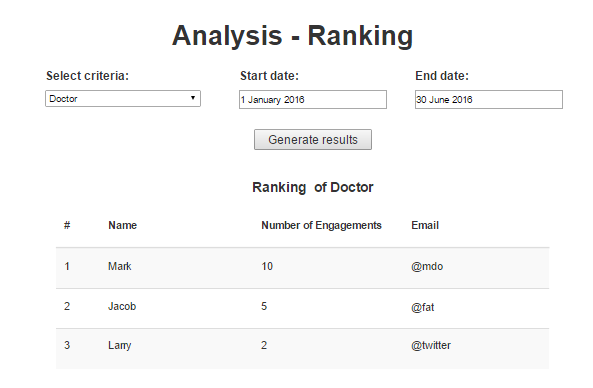 Analysis - Ranking
Select criteria: Start date: End date:
Doctor 1 January 2016 30 June 2016
Generate results
Ranking of Doctor
# Name Number of Engagements Email
1 Mark 10 @mdo
2 Jacob 5 @fat
3 Larry 2 @twitter